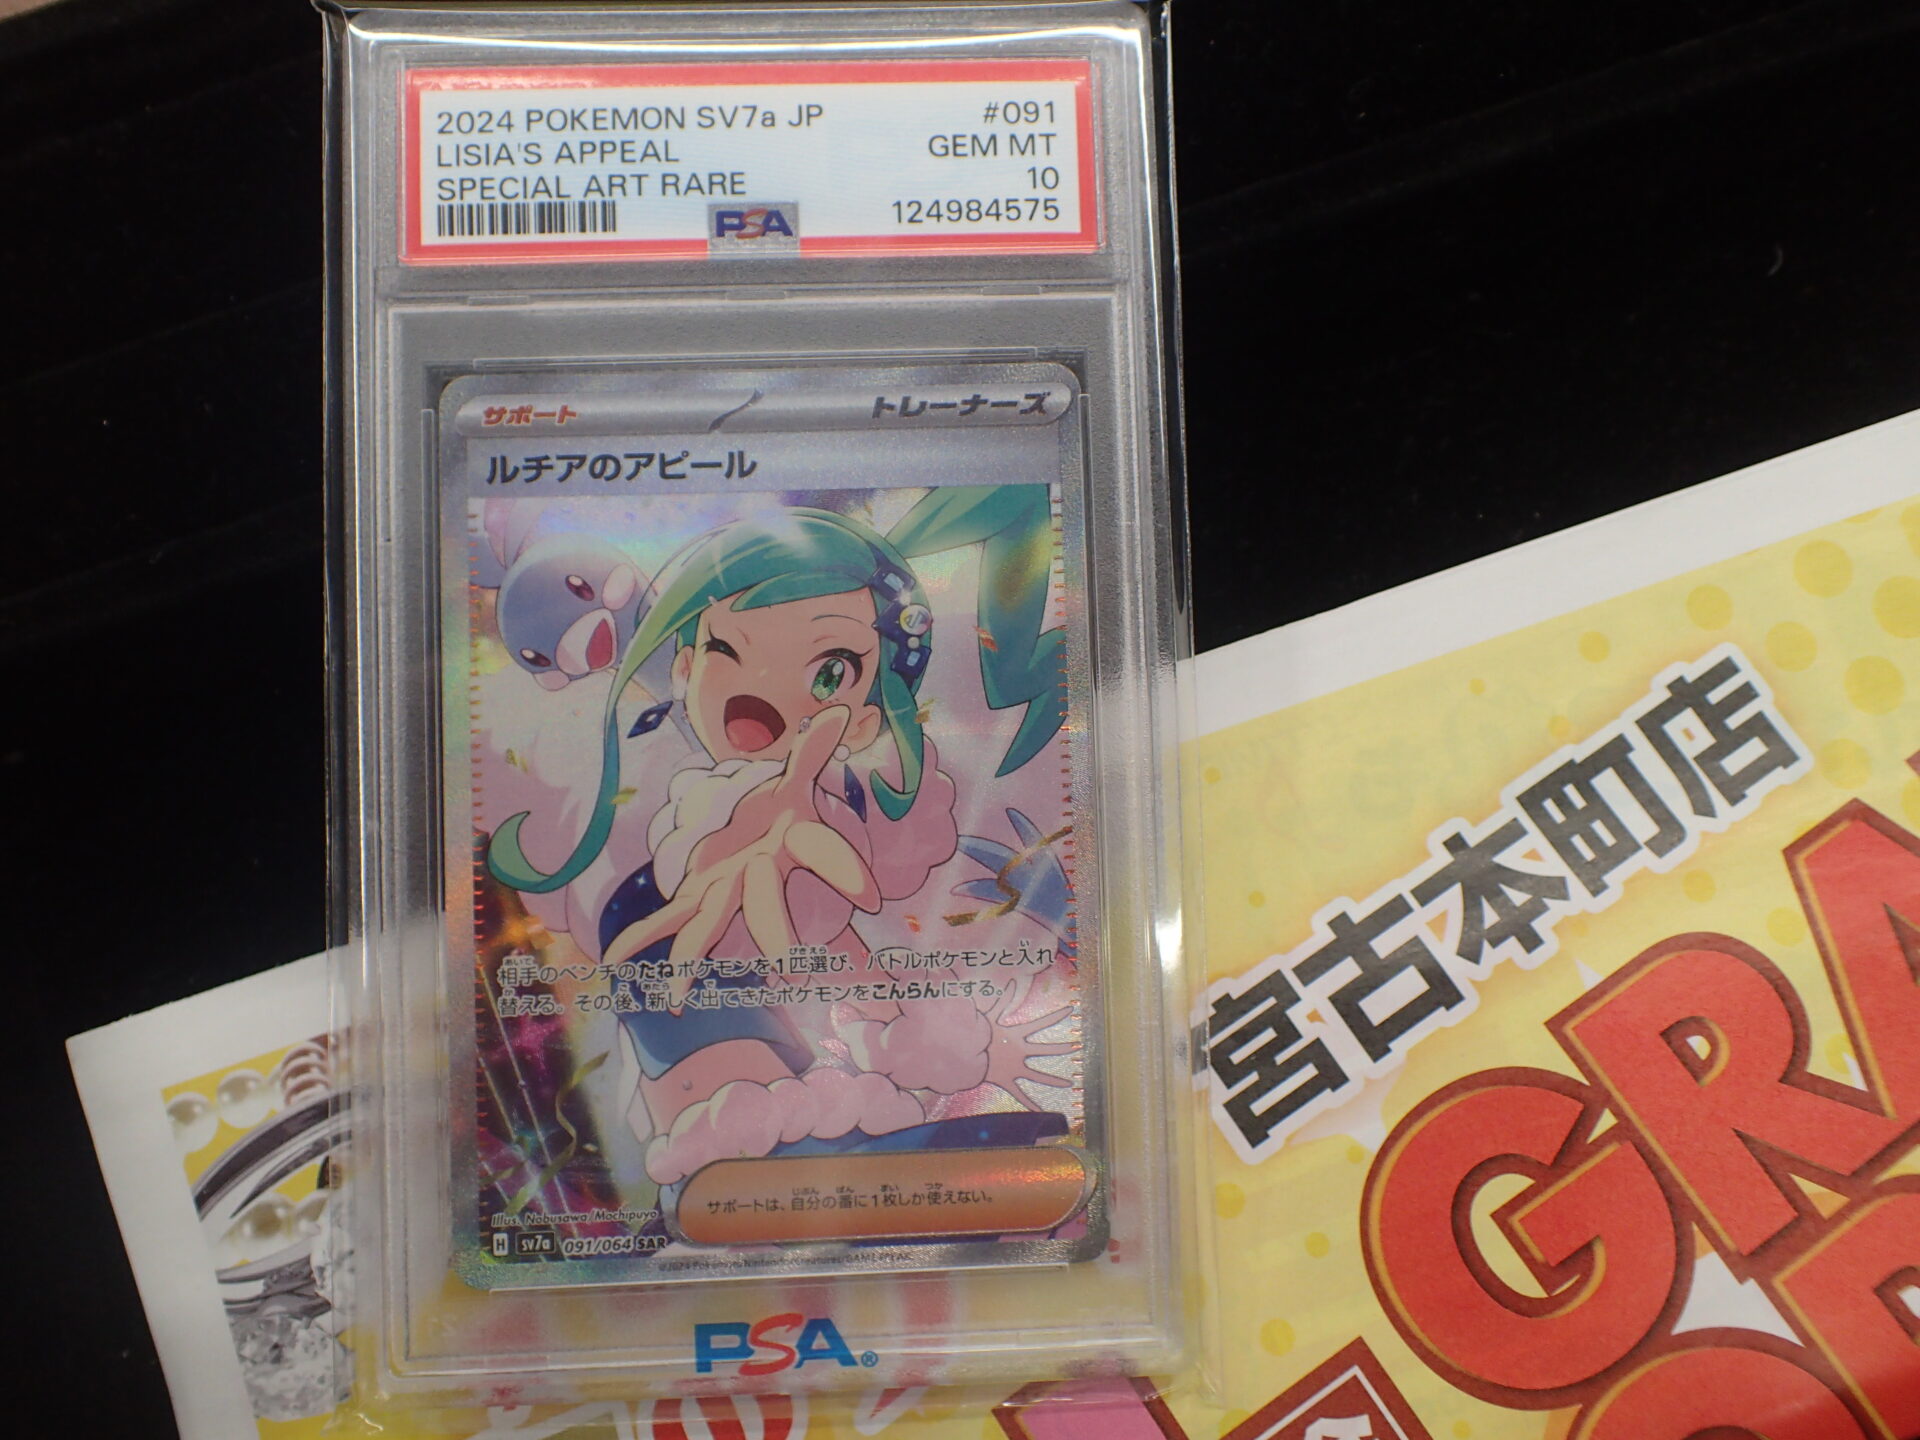 2024 POKEMON SV7a JP #091
LISIA'S APPEAL GEM MT
SPECIAL ART RARE 10
PSA 124984575
サポート トレーナーズ
ルチアのアピール
相手のベンチのたねポケモンを1匹選び、バトルポケモンと入れ
替える。その後、新しく出てきたポケモンをこんらんにする。
サポートは、自分の番に1枚しか使えない。
Illus. Nobusawa/Mochipuyo
H sv7a 091/064 SAR
©2024 Pokémon/Nintendo/Creatures/GAME FREAK
PSA®
宮古本町店
GRA